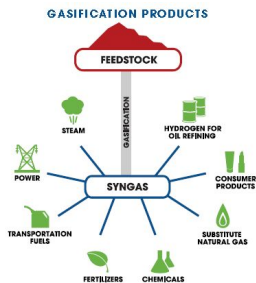 GASIFICATION PRODUCTS
FEEDSTOCK
GASIFICATION
STEAM
HYDROGEN FOR
OIL REFINING
POWER
CONSUMER
PRODUCTS
SYNGAS
TRANSPORTATION
FUELS
SUBSTITUTE
NATURAL GAS
FERTILIZERS
CHEMICALS